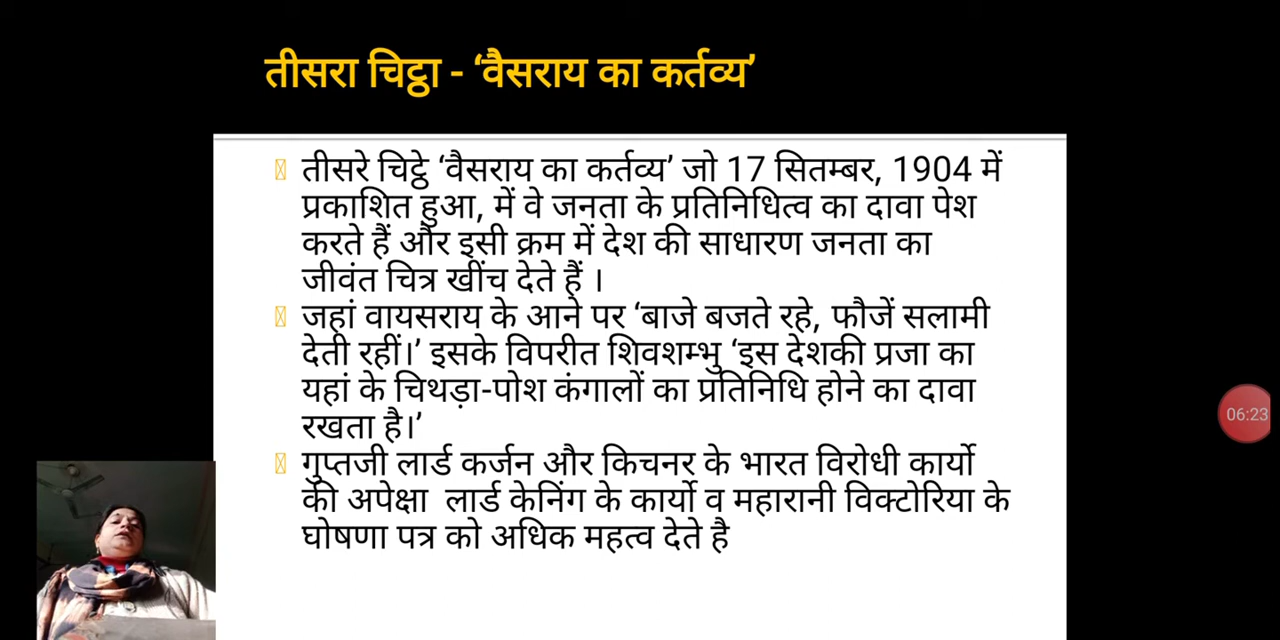 तीसरा चिट्ठा - ‘वैसराय का कर्तव्य’
तीसरे चिट्ठे ‘वैसराय का कर्तव्य’ जो 17 सितम्बर, 1904 में
प्रकाशित हुआ, में वे जनता के प्रतिनिधित्व का दावा पेश
करते हैं और इसी क्रम में देश की साधारण जनता का
जीवंत चित्र खींच देते हैं ।
जहां वायसराय के आने पर ‘बाजे बजते रहे, फौजें सलामी
देती रहीं।’ इसके विपरीत शिवशम्भु ‘इस देशकी प्रजा का
यहां के चिथड़ा-पोश कंगालों का प्रतिनिधि होने का दावा
रखता है।’
गुप्तजी लार्ड कर्जन और किचनर के भारत विरोधी कार्यो
की अपेक्षा लार्ड केनिंग के कार्यो व महारानी विक्टोरिया के
घोषणा पत्र को अधिक महत्व देते है
06:23